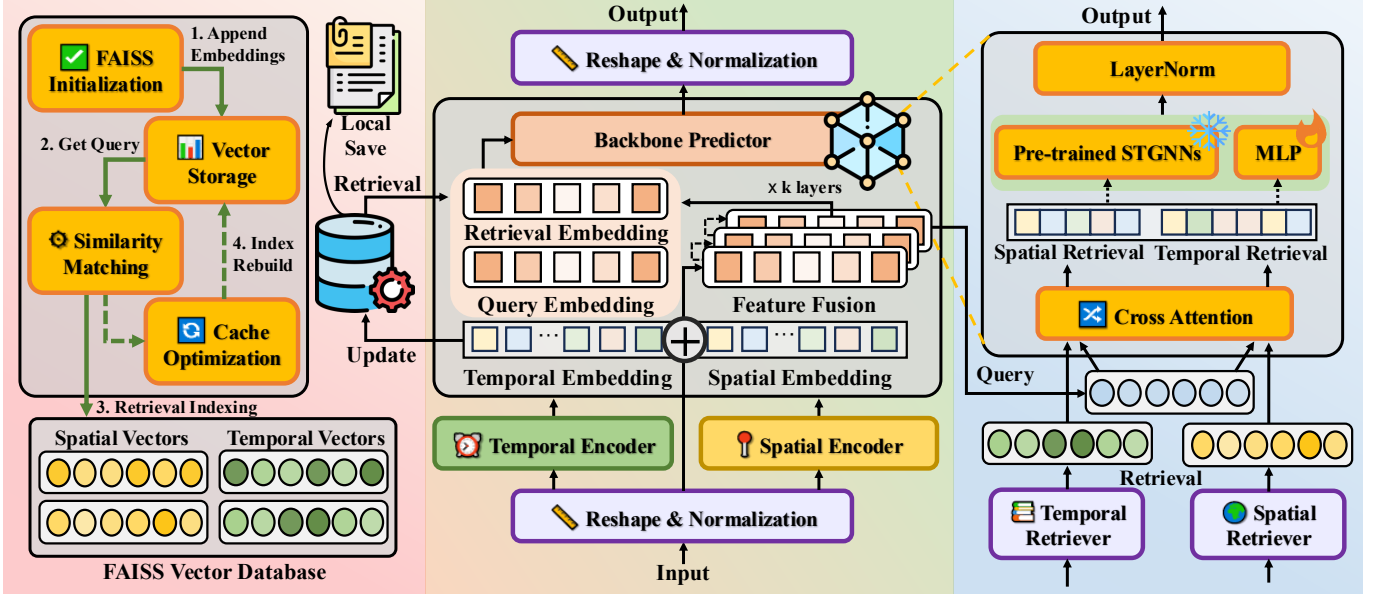 FAISS
Initialization
1. Append
Embeddings
Vector
Storage
2. Get Query
Similarity
Matching
4. Index
Rebuild
Cache
Optimization
3. Retrieval Indexing
Spatial Vectors
Temporal Vectors
FAISS Vector Database
Local
Save
Retrieval
Update
Output
Reshape & Normalization
Backbone Predictor
x k layers
Retrieval Embedding
Query Embedding
Feature Fusion
Temporal Embedding
Spatial Embedding
Temporal Encoder
Spatial Encoder
Reshape & Normalization
Input
Output
LayerNorm
Pre-trained STGNNs
MLP
Spatial Retrieval
Temporal Retrieval
Cross Attention
Query
Retrieval
Temporal
Retriever
Spatial
Retriever